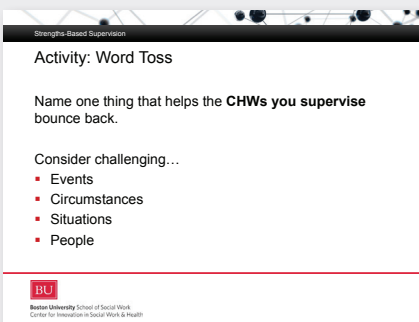 Strengths-Based Supervision
Activity: Word Toss
Name one thing that helps the CHWs you supervise
bounce back.
Consider challenging…
▪ Events
▪ Circumstances
▪ Situations
▪ People
BU
Boston University School of Social Work
Center for Innovation in Social Work & Health